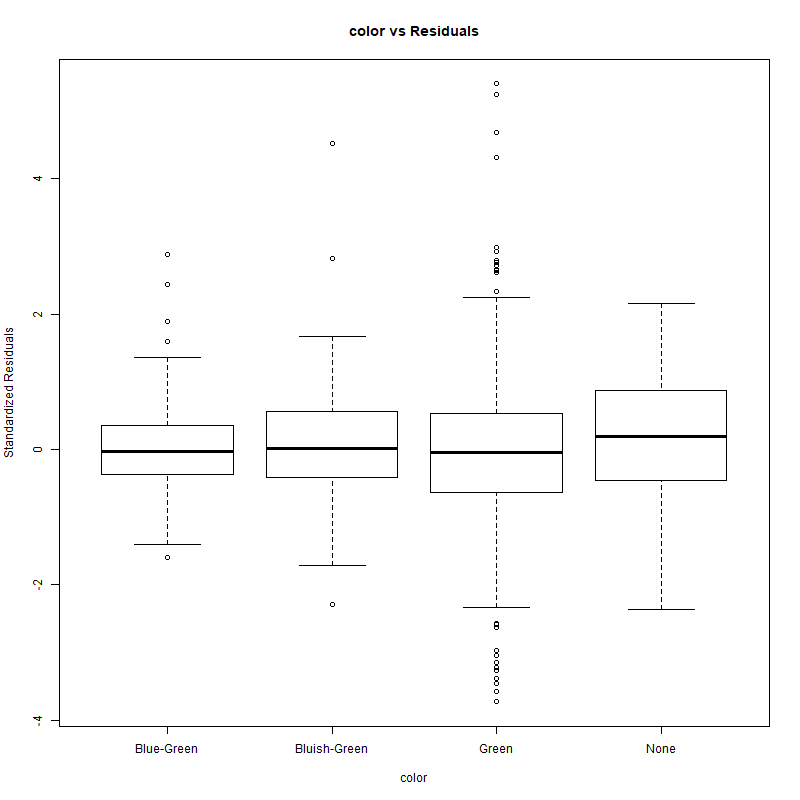 color vs Residuals
Standardized Residuals
4
2
0
-2
-4
Blue-Green Bluish-Green Green None
color